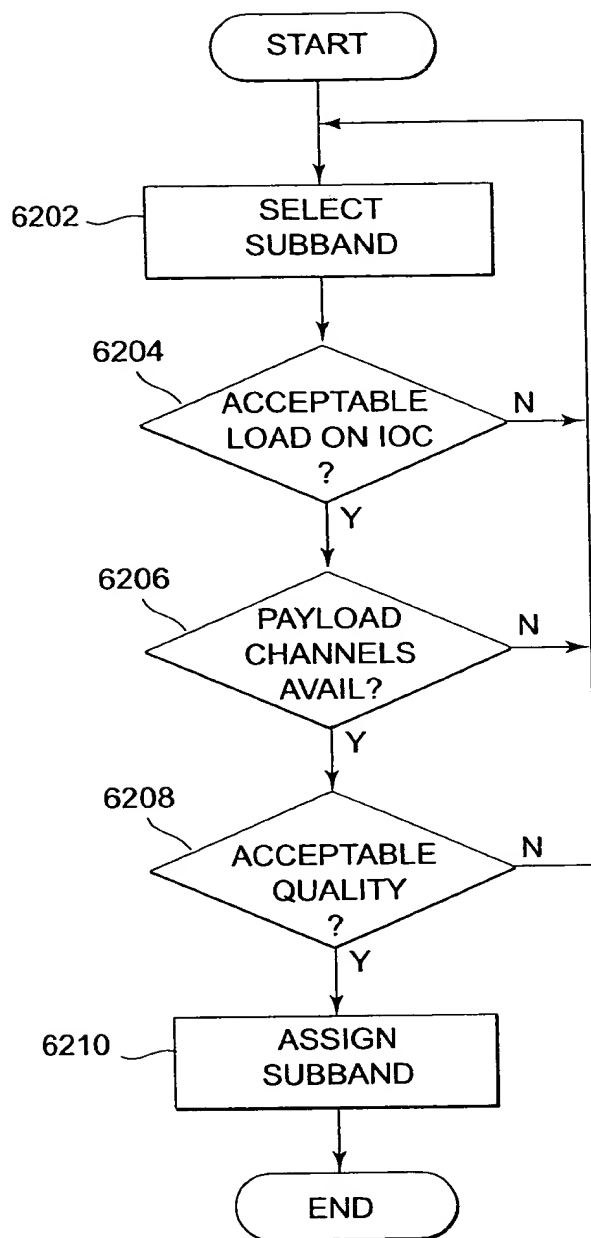 START
6202
SELECT
SUBBAND
6204
ACCEPTABLE
LOAD ON IOC
?
N
Y
6206
PAYLOAD
CHANNELS
AVAIL?
N
Y
6208
ACCEPTABLE
QUALITY
?
N
Y
6210
ASSIGN
SUBBAND
END